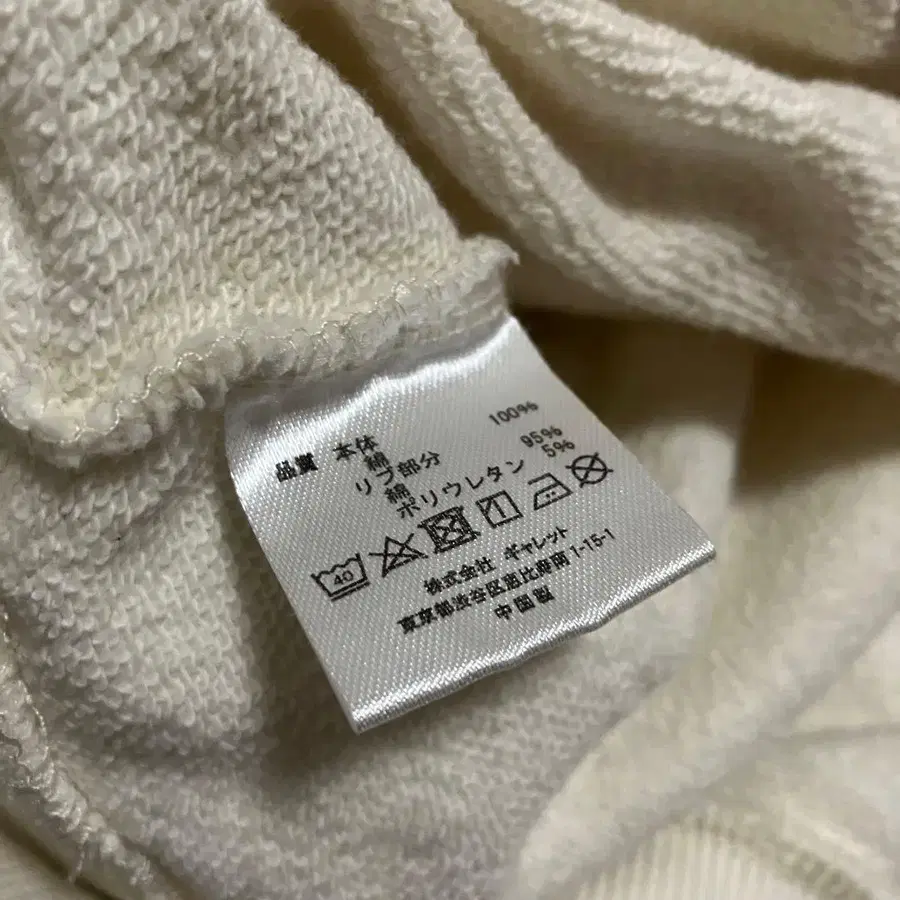 品質 本体
綿 100%
リブ部分
綿 95%
ポリウレタン 5%
40
株式会社 ギャレット
東京都渋谷区恵比寿南1-15-1
中国製